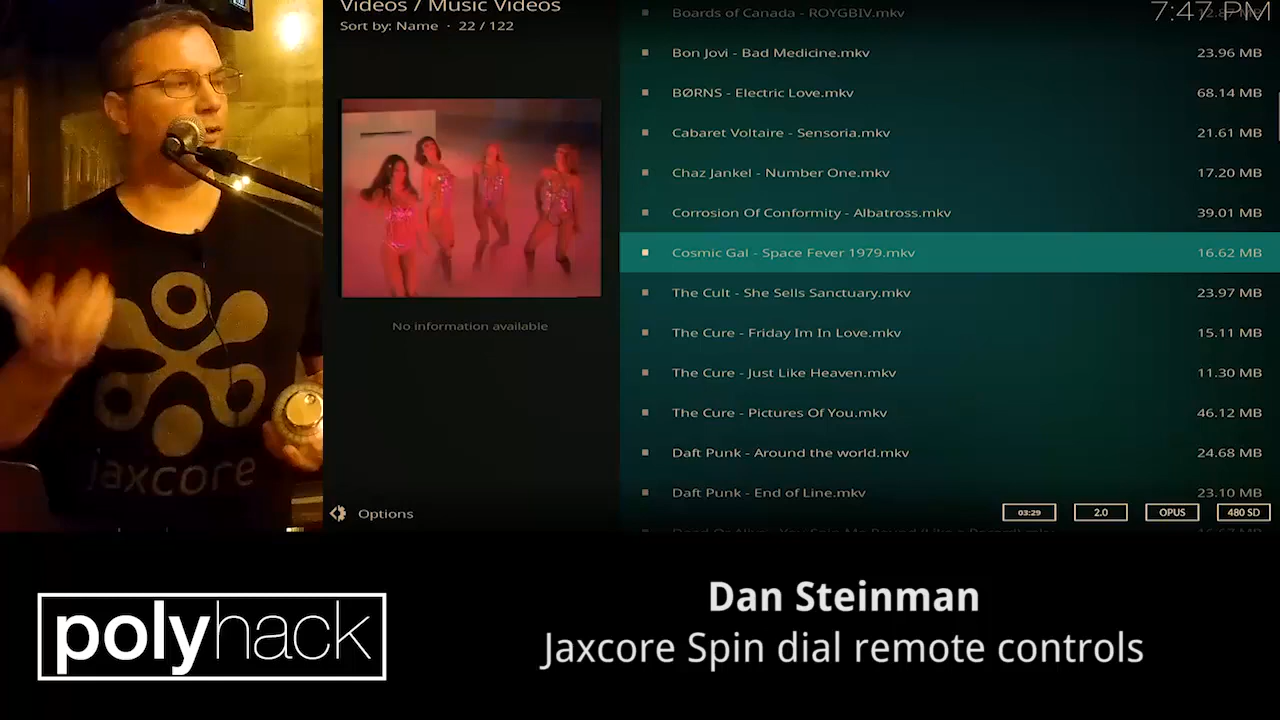 Videos / Music Videos
Sort by: Name · 22 / 122
7:47 PM
Boards of Canada - ROYGBIV.mkv
Bon Jovi - Bad Medicine.mkv 23.96 MB
BØRNS - Electric Love.mkv 68.14 MB
Cabaret Voltaire - Sensoria.mkv 21.61 MB
Chaz Jankel - Number One.mkv 17.20 MB
Corrosion Of Conformity - Albatross.mkv 39.01 MB
Cosmic Gal - Space Fever 1979.mkv 16.62 MB
The Cult - She Sells Sanctuary.mkv 23.97 MB
The Cure - Friday Im In Love.mkv 15.11 MB
The Cure - Just Like Heaven.mkv 11.30 MB
The Cure - Pictures Of You.mkv 46.12 MB
Daft Punk - Around the world.mkv 24.68 MB
Daft Punk - End of Line.mkv 23.10 MB
No information available
Options
03:29 2.0 OPUS 480 SD
jaxcore
polyhack
Dan Steinman
Jaxcore Spin dial remote controls